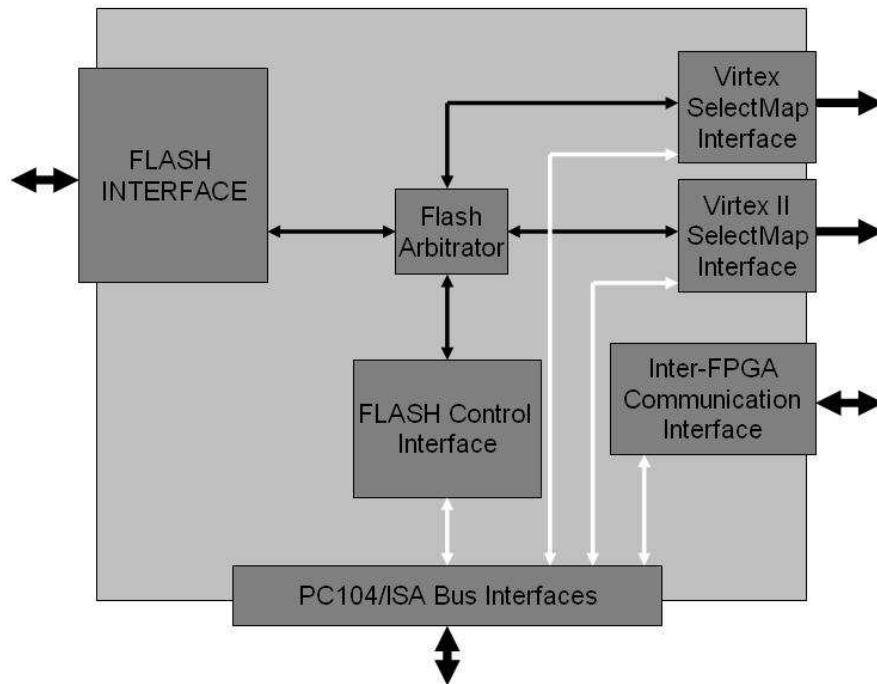 FLASH
INTERFACE
Virtex
SelectMap
Interface
Flash
Arbitrator
Virtex II
SelectMap
Interface
FLASH Control
Interface
Inter-FPGA
Communication
Interface
PC104/ISA Bus Interfaces